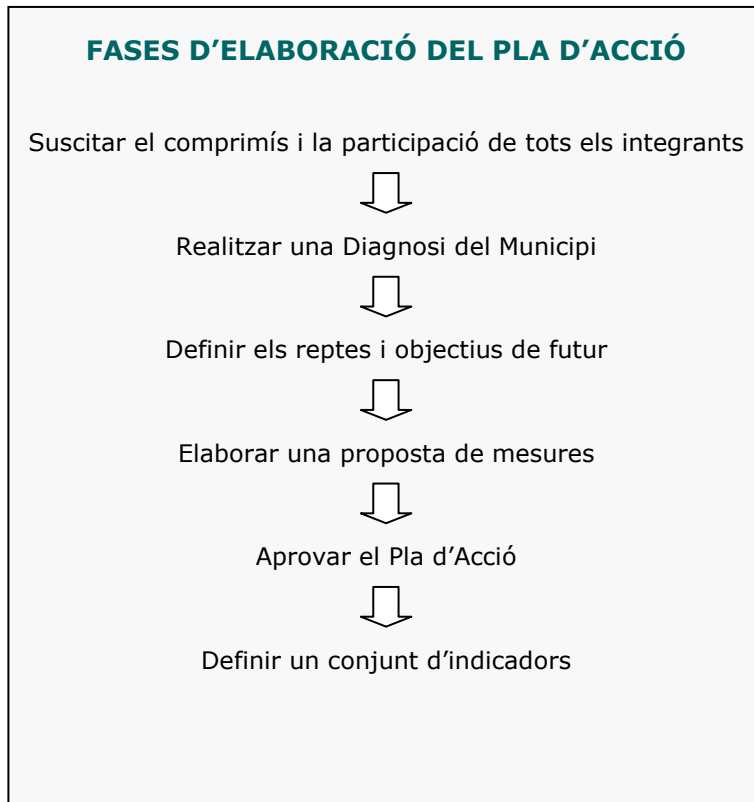 FASES D’ELABORACIÓ DEL PLA D’ACCIÓ
Suscitar el comprimís i la participació de tots els integrants
Realitzar una Diagnosi del Municipi
Definir els reptes i objectius de futur
Elaborar una proposta de mesures
Aprovar el Pla d’Acció
Definir un conjunt d’indicadors